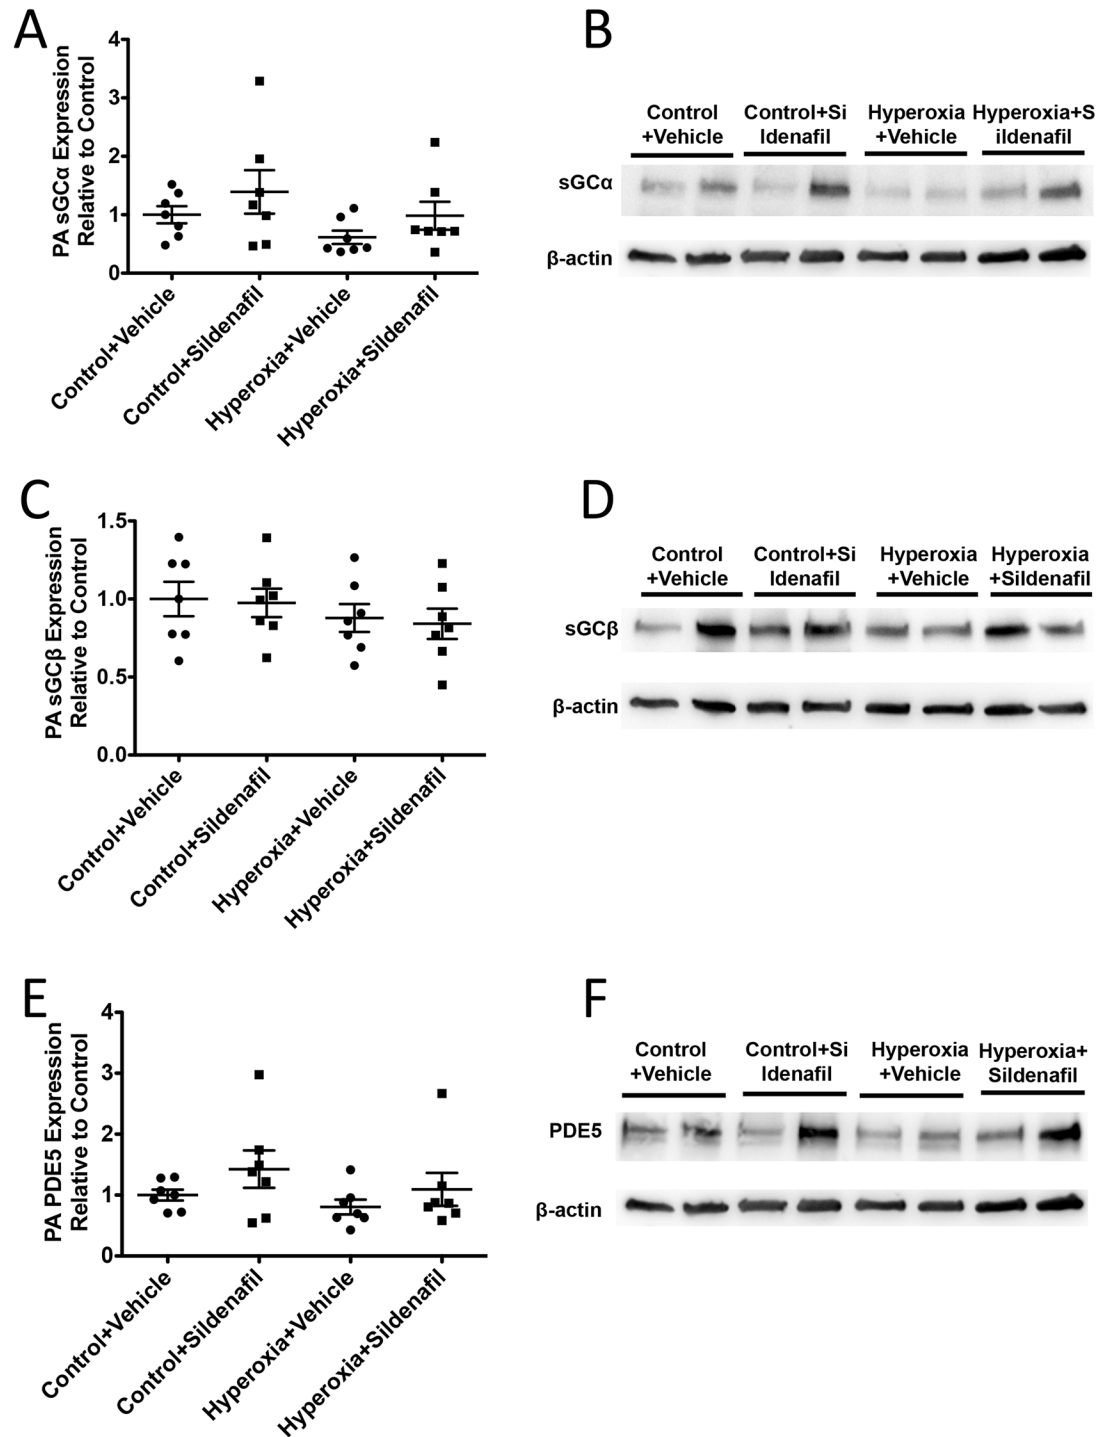 A
PA sGCα Expression
Relative to Control
4
3
2
1
0
Control+Vehicle
Control+Sildenafil
Hyperoxia+Vehicle
Hyperoxia+Sildenafil
B
Control
+Vehicle
Control+Si
ldenafil
Hyperoxia
+Vehicle
Hyperoxia+S
ildenafil
sGCα
β-actin
C
PA sGCβ Expression
Relative to Control
1.5
1.0
0.5
0.0
Control+Vehicle
Control+Sildenafil
Hyperoxia+Vehicle
Hyperoxia+Sildenafil
D
Control
+Vehicle
Control+Si
ldenafil
Hyperoxia
+Vehicle
Hyperoxia
+Sildenafil
sGCβ
β-actin
E
PA PDE5 Expression
Relative to Control
4
3
2
1
0
Control+Vehicle
Control+Sildenafil
Hyperoxia+Vehicle
Hyperoxia+Sildenafil
F
Control
+Vehicle
Control+Si
ldenafil
Hyperoxia
+Vehicle
Hyperoxia+
Sildenafil
PDE5
β-actin